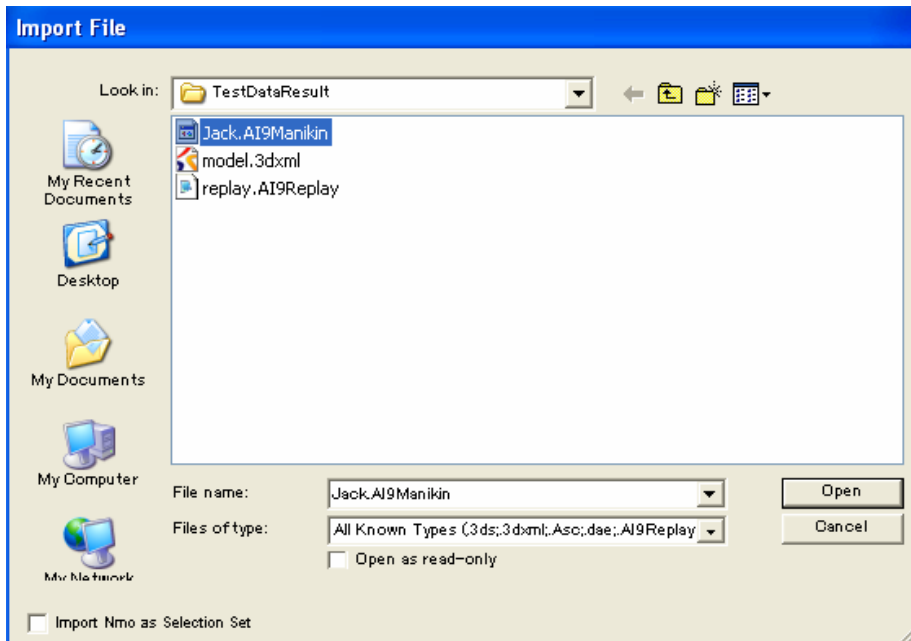 Import File
Look in:
TestDataResult
Jack.AI9Manikin
model.3dxml
replay.AI9Replay
My Recent
Documents
Desktop
My Documents
My Computer
My Network
File name:
Jack.AI9Manikin
Open
Files of type:
All Known Types (.3ds;.3dxml;.Asc;.dae;.AI9Replay
Cancel
Open as read-only
Import Nmo as Selection Set